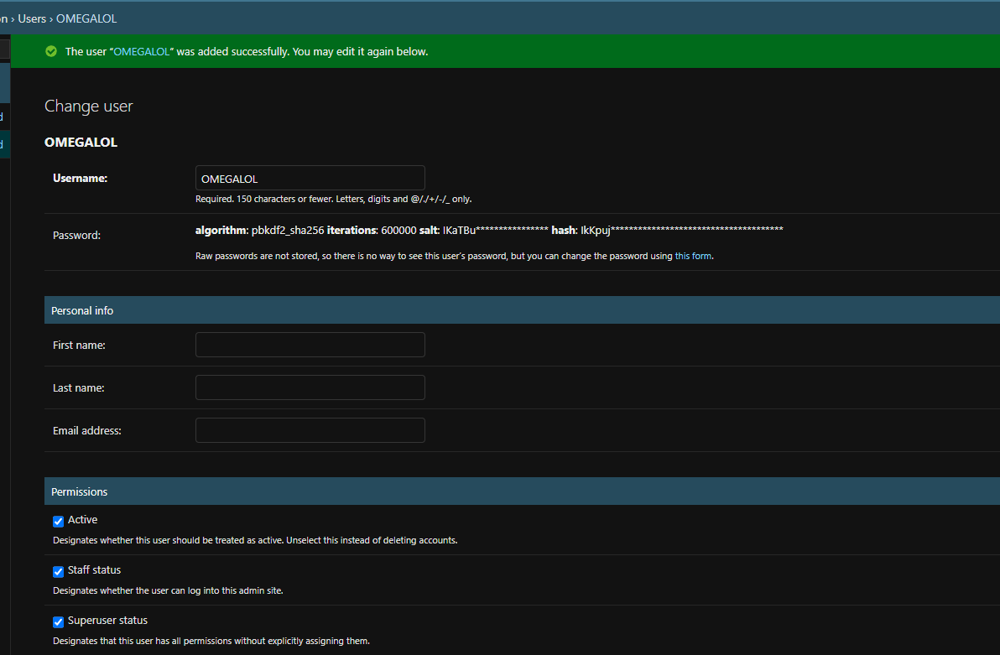 on › Users › OMEGALOL
The user “OMEGALOL” was added successfully. You may edit it again below.
Change user
d
OMEGALOL
d
Username: OMEGALOL
Required. 150 characters or fewer. Letters, digits and @/./+/-/_ only.
Password: algorithm: pbkdf2_sha256 iterations: 600000 salt: IKaTBu**************** hash: IkKpuj**************************************
Raw passwords are not stored, so there is no way to see this user’s password, but you can change the password using this form.
Personal info
First name:
Last name:
Email address:
Permissions
Active
Designates whether this user should be treated as active. Unselect this instead of deleting accounts.
Staff status
Designates whether the user can log into this admin site.
Superuser status
Designates that this user has all permissions without explicitly assigning them.